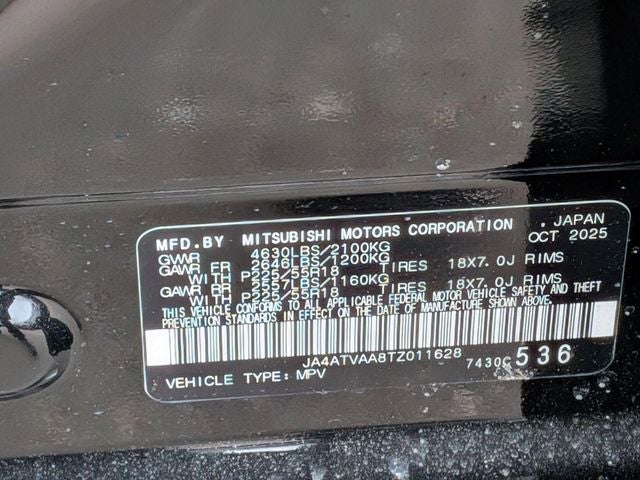 MFD.BY MITSUBISHI MOTORS CORPORATION JAPAN
GWVR 4630LBS/2100KG OCT 2025
GAWR FR 2646LBS/1200KG
WITH P225/55R18 TIRES 18X7.0J RIMS
GAWR RR 2557LBS/1160KG
WITH P225/55R18 TIRES 18X7.0J RIMS
THIS VEHICLE CONFORMS TO ALL APPLICABLE FEDERAL MOTOR VEHICLE SAFETY AND THEFT
PREVENTION STANDARDS IN EFFECT ON THE DATE OF MANUFACTURE SHOWN ABOVE.
JA4ATVAA8TZ011628 7430C536
VEHICLE TYPE:MPV